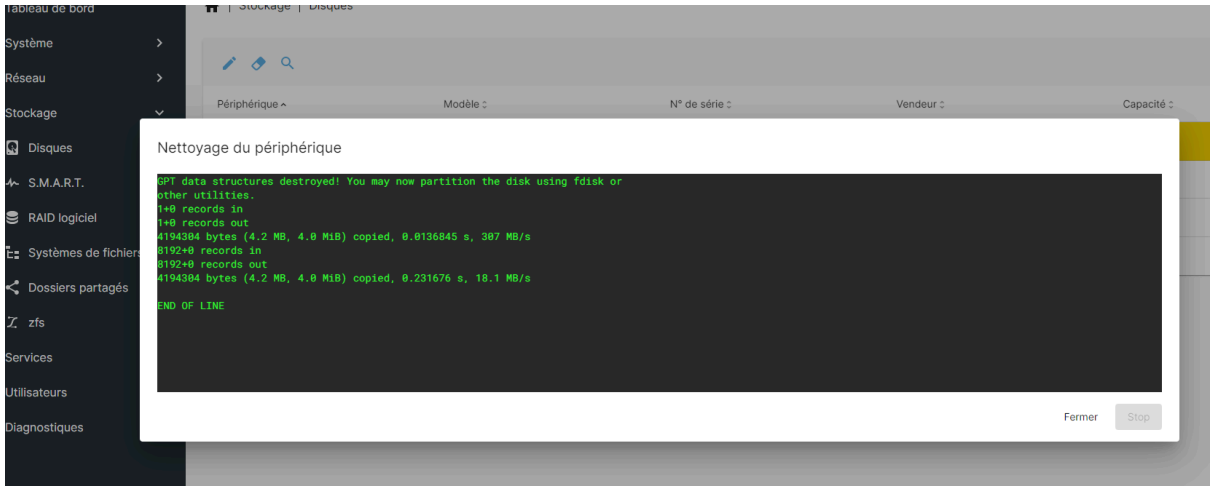 Tableau de bord
Stockage | Disques
Système
Réseau
Stockage
Périphérique
Modèle
N° de série
Vendeur
Capacité
Disques
S.M.A.R.T.
RAID logiciel
Systèmes de fichiers
Dossiers partagés
zfs
Services
Utilisateurs
Diagnostiques
Nettoyage du périphérique
GPT data structures destroyed! You may now partition the disk using fdisk or
other utilities.
1+0 records in
1+0 records out
4194304 bytes (4.2 MB, 4.0 MiB) copied, 0.0136845 s, 307 MB/s
8192+0 records in
8192+0 records out
4194304 bytes (4.2 MB, 4.0 MiB) copied, 0.231676 s, 18.1 MB/s
END OF LINE
Fermer
Stop